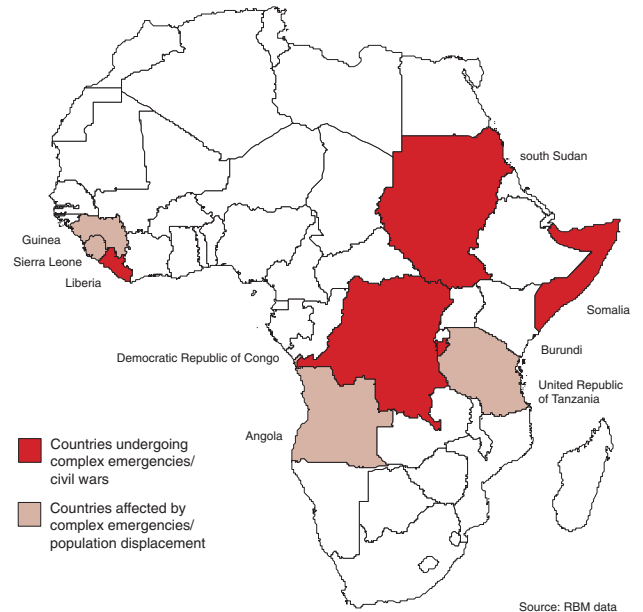 south Sudan
Guinea
Sierra Leone
Liberia
Somalia
Burundi
Democratic Republic of Congo
United Republic
of Tanzania
Angola
Countries undergoing
complex emergencies/
civil wars
Countries affected by
complex emergencies/
population displacement
Source: RBM data